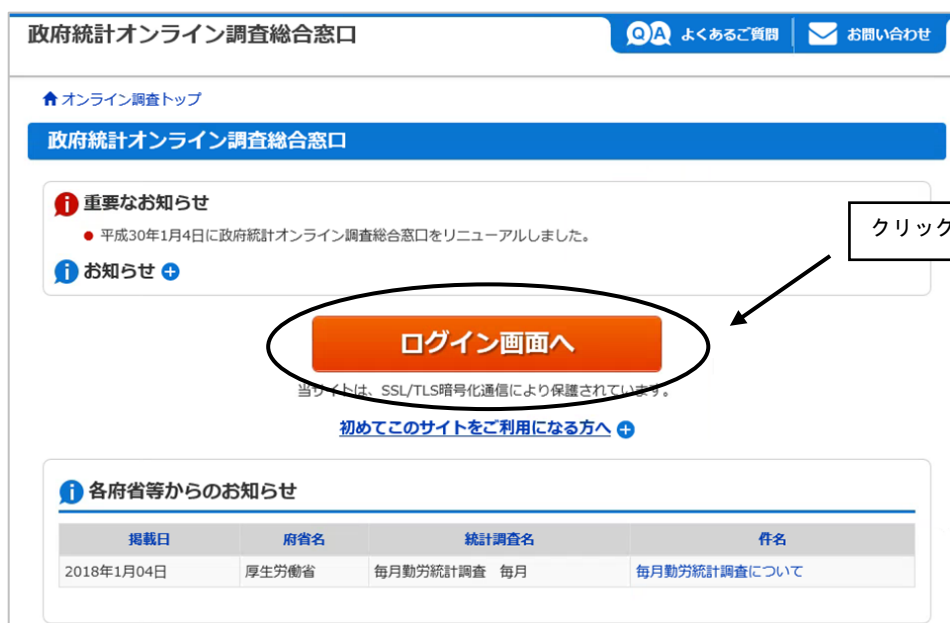 政府統計オンライン調査総合窓口
QA よくあるご質問
お問い合わせ
オンライン調査トップ
政府統計オンライン調査総合窓口
重要なお知らせ
平成30年1月4日に政府統計オンライン調査総合窓口をリニューアルしました。
お知らせ
クリック
ログイン画面へ
当サイトは、SSL/TLS暗号化通信により保護されています。
初めてこのサイトをご利用になる方へ
各府省等からのお知らせ
掲載日 府省名 統計調査名 件名
2018年1月04日 厚生労働省 毎月勤労統計調査 毎月 毎月勤労統計調査について